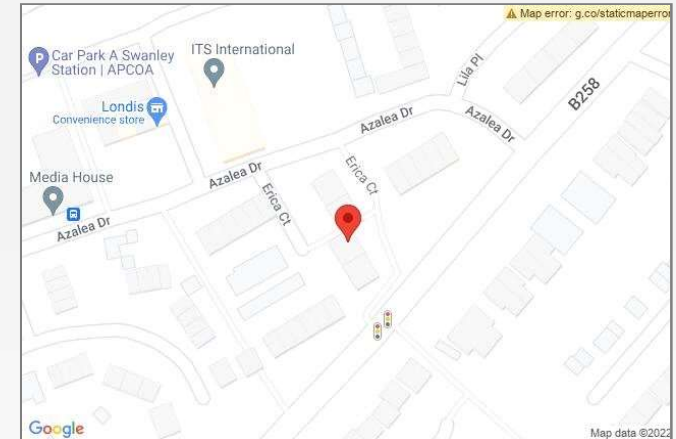 Map error: g.co/staticmaperror
Car Park A Swanley
Station | APCOA
ITS International
Londis
Convenience store
Media House
Azalea Dr
Azalea Dr
Azalea Dr
Azalea Dr
Lila Pl
B258
Erica Ct
Erica Ct
P
Google
Map data ©2022